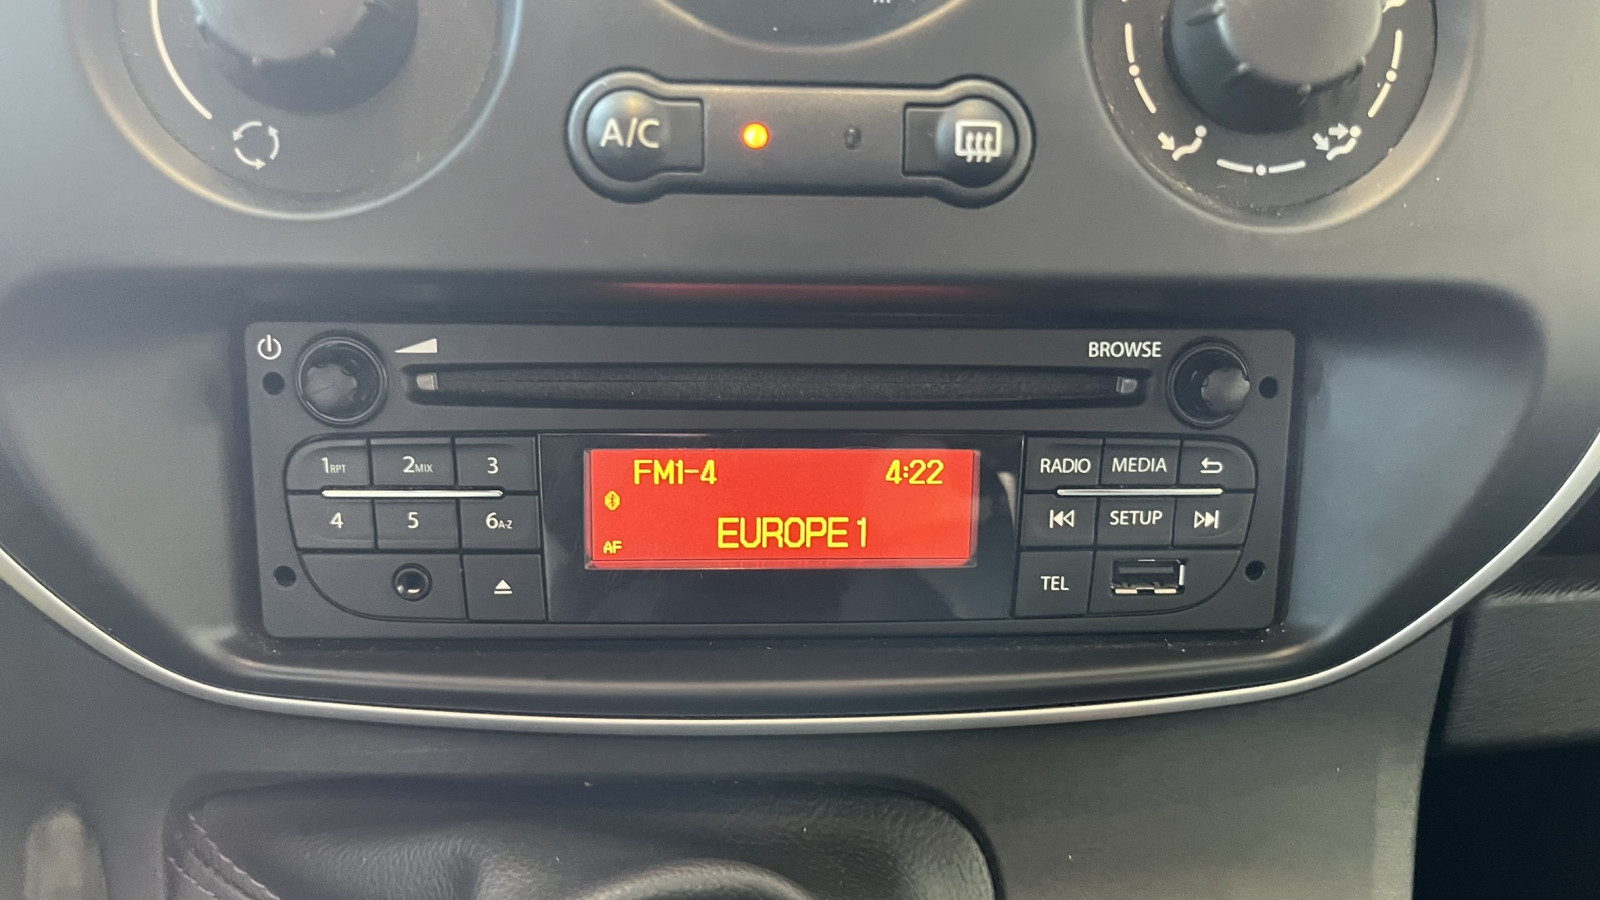 A/C
BROWSE
1RPT 2MIX 3
4 5 6A-Z
FM1-4 4:22
EUROPE 1
AF
RADIO MEDIA
SETUP
TEL